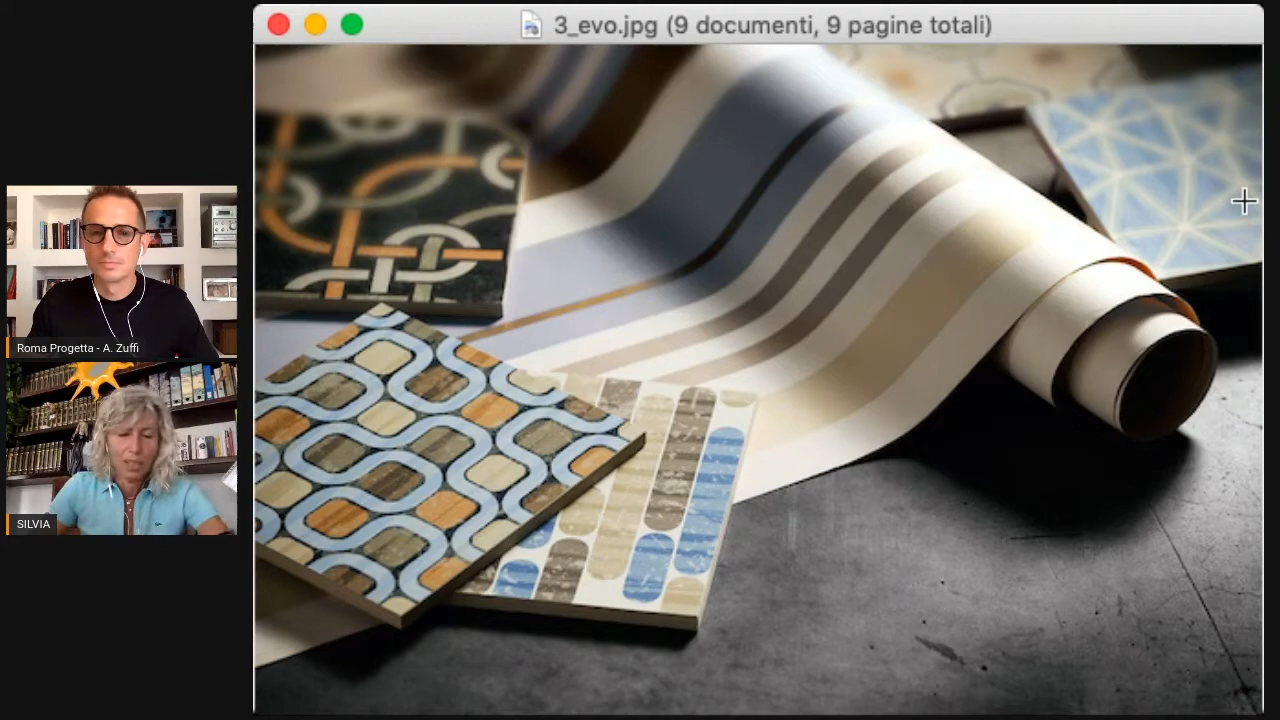 3_evo.jpg (9 documenti, 9 pagine totali)
Roma Progetta - A. Zuffi
SILVIA